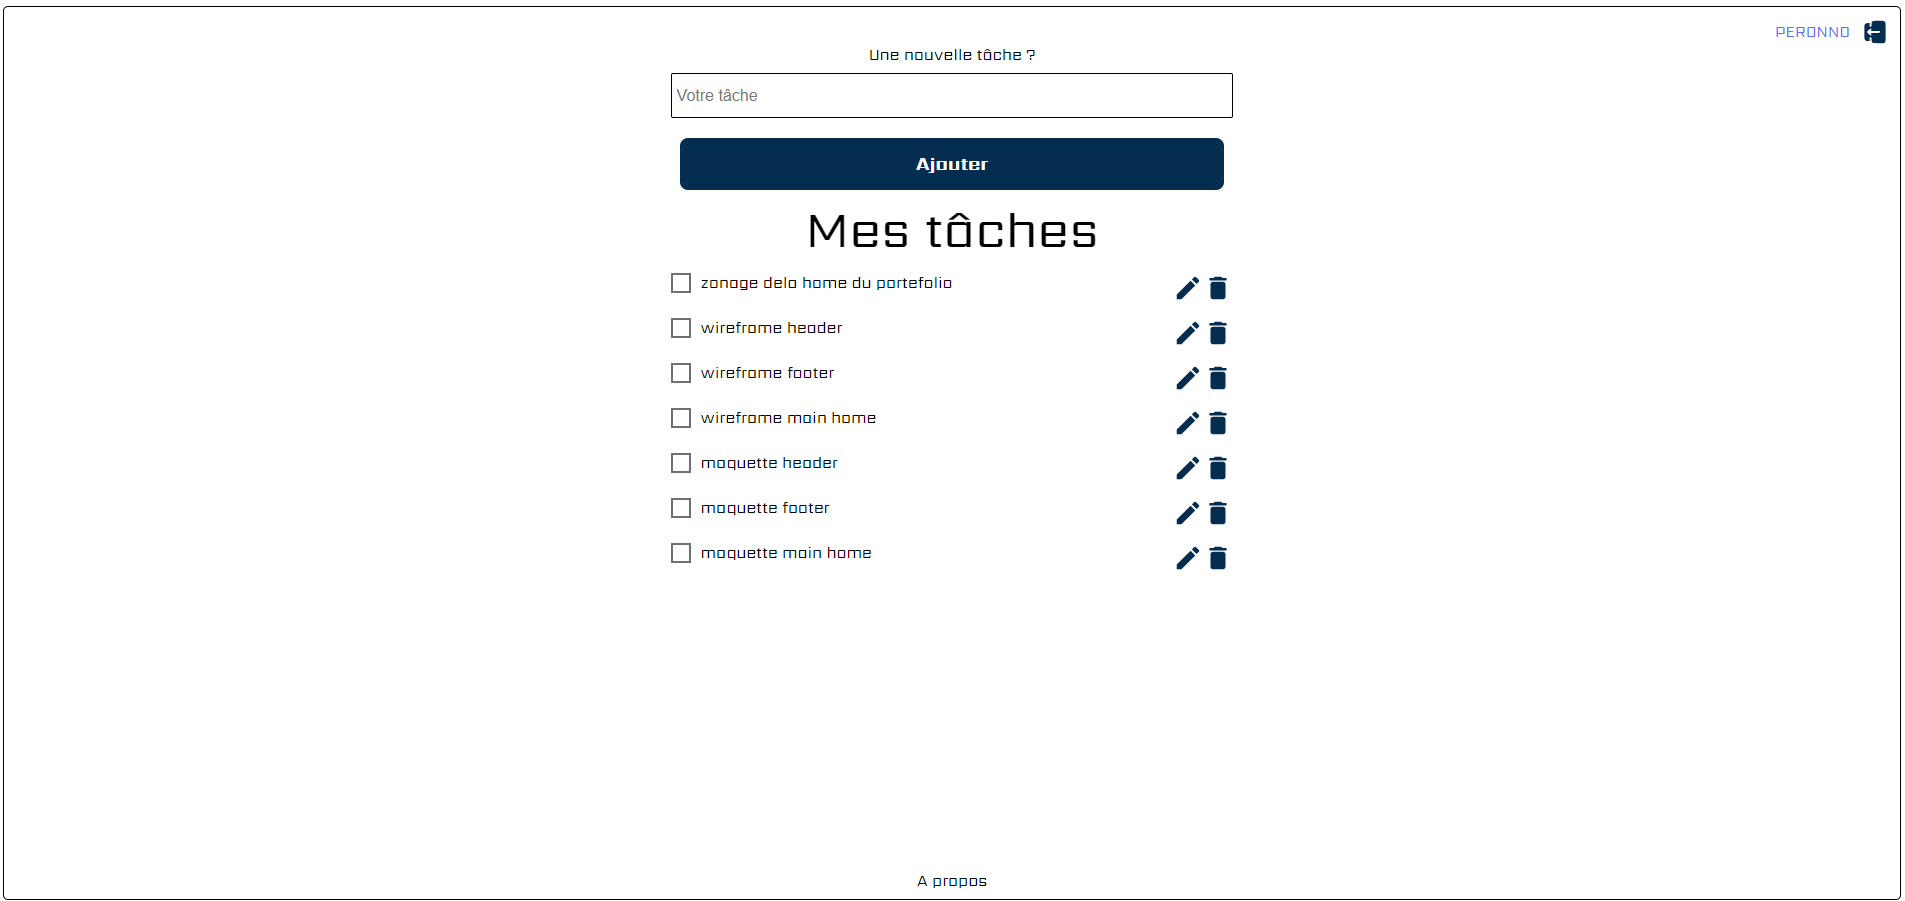 PERONNO
Une nouvelle tâche ?
Votre tâche
Ajouter
Mes tâches
zonage dela home du portefolio
wireframe header
wireframe footer
wireframe main home
maquette header
maquette footer
maquette main home
A propos